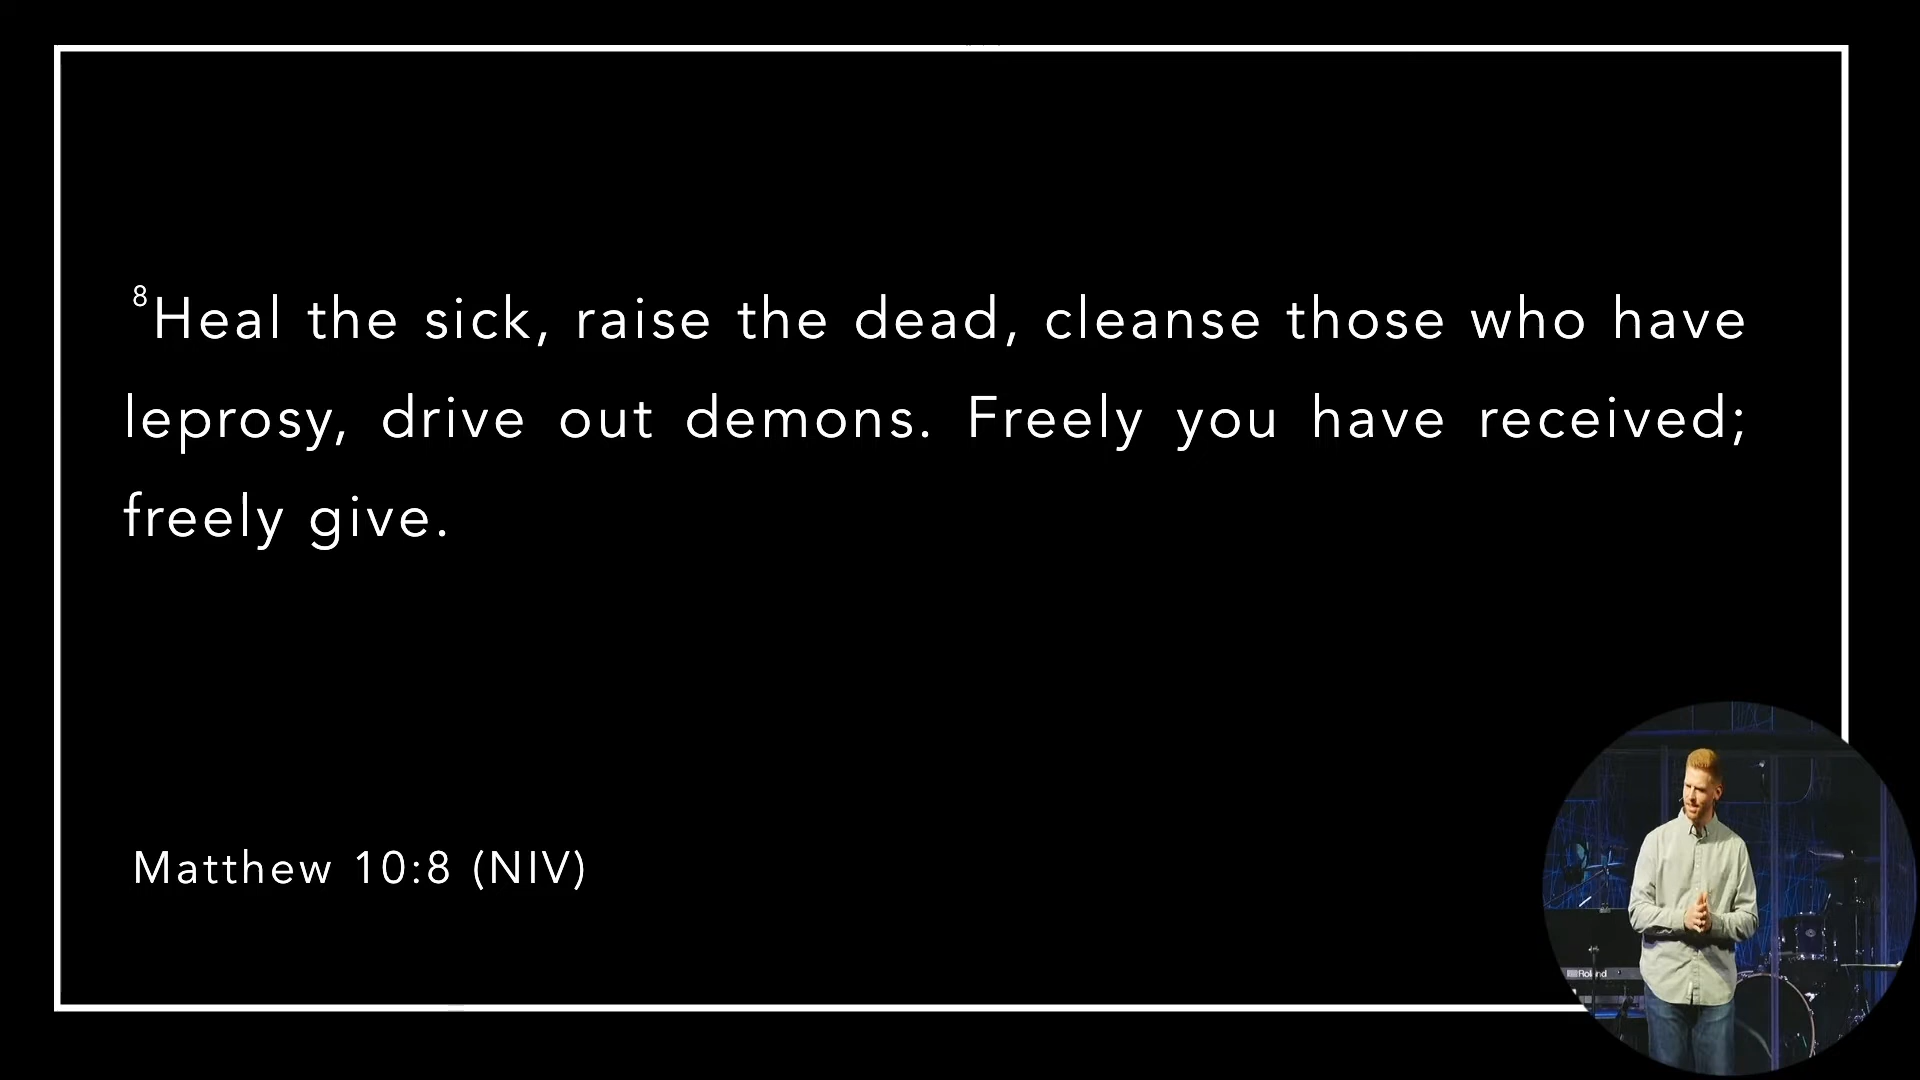 8Heal the sick, raise the dead, cleanse those who have
leprosy, drive out demons. Freely you have received;
freely give.
Matthew 10:8 (NIV)
Roland